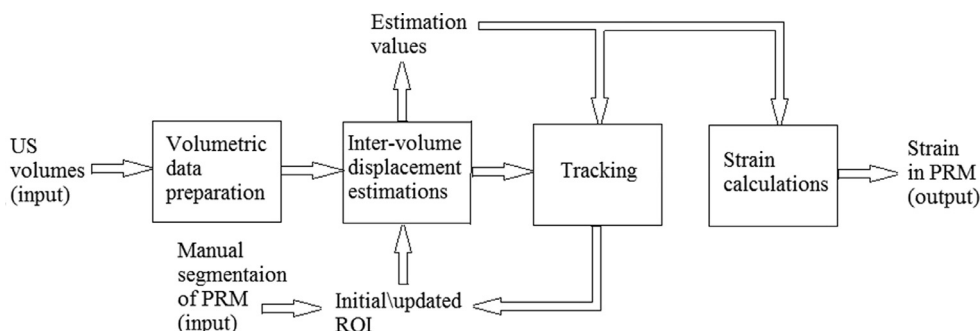 Estimation
values
US
volumes
(input)
Volumetric
data
preparation
Inter-volume
displacement
estimations
Tracking
Strain
calculations
Strain
in PRM
(output)
Manual
segmentaion
of PRM
(input)
Initial\updated
ROI